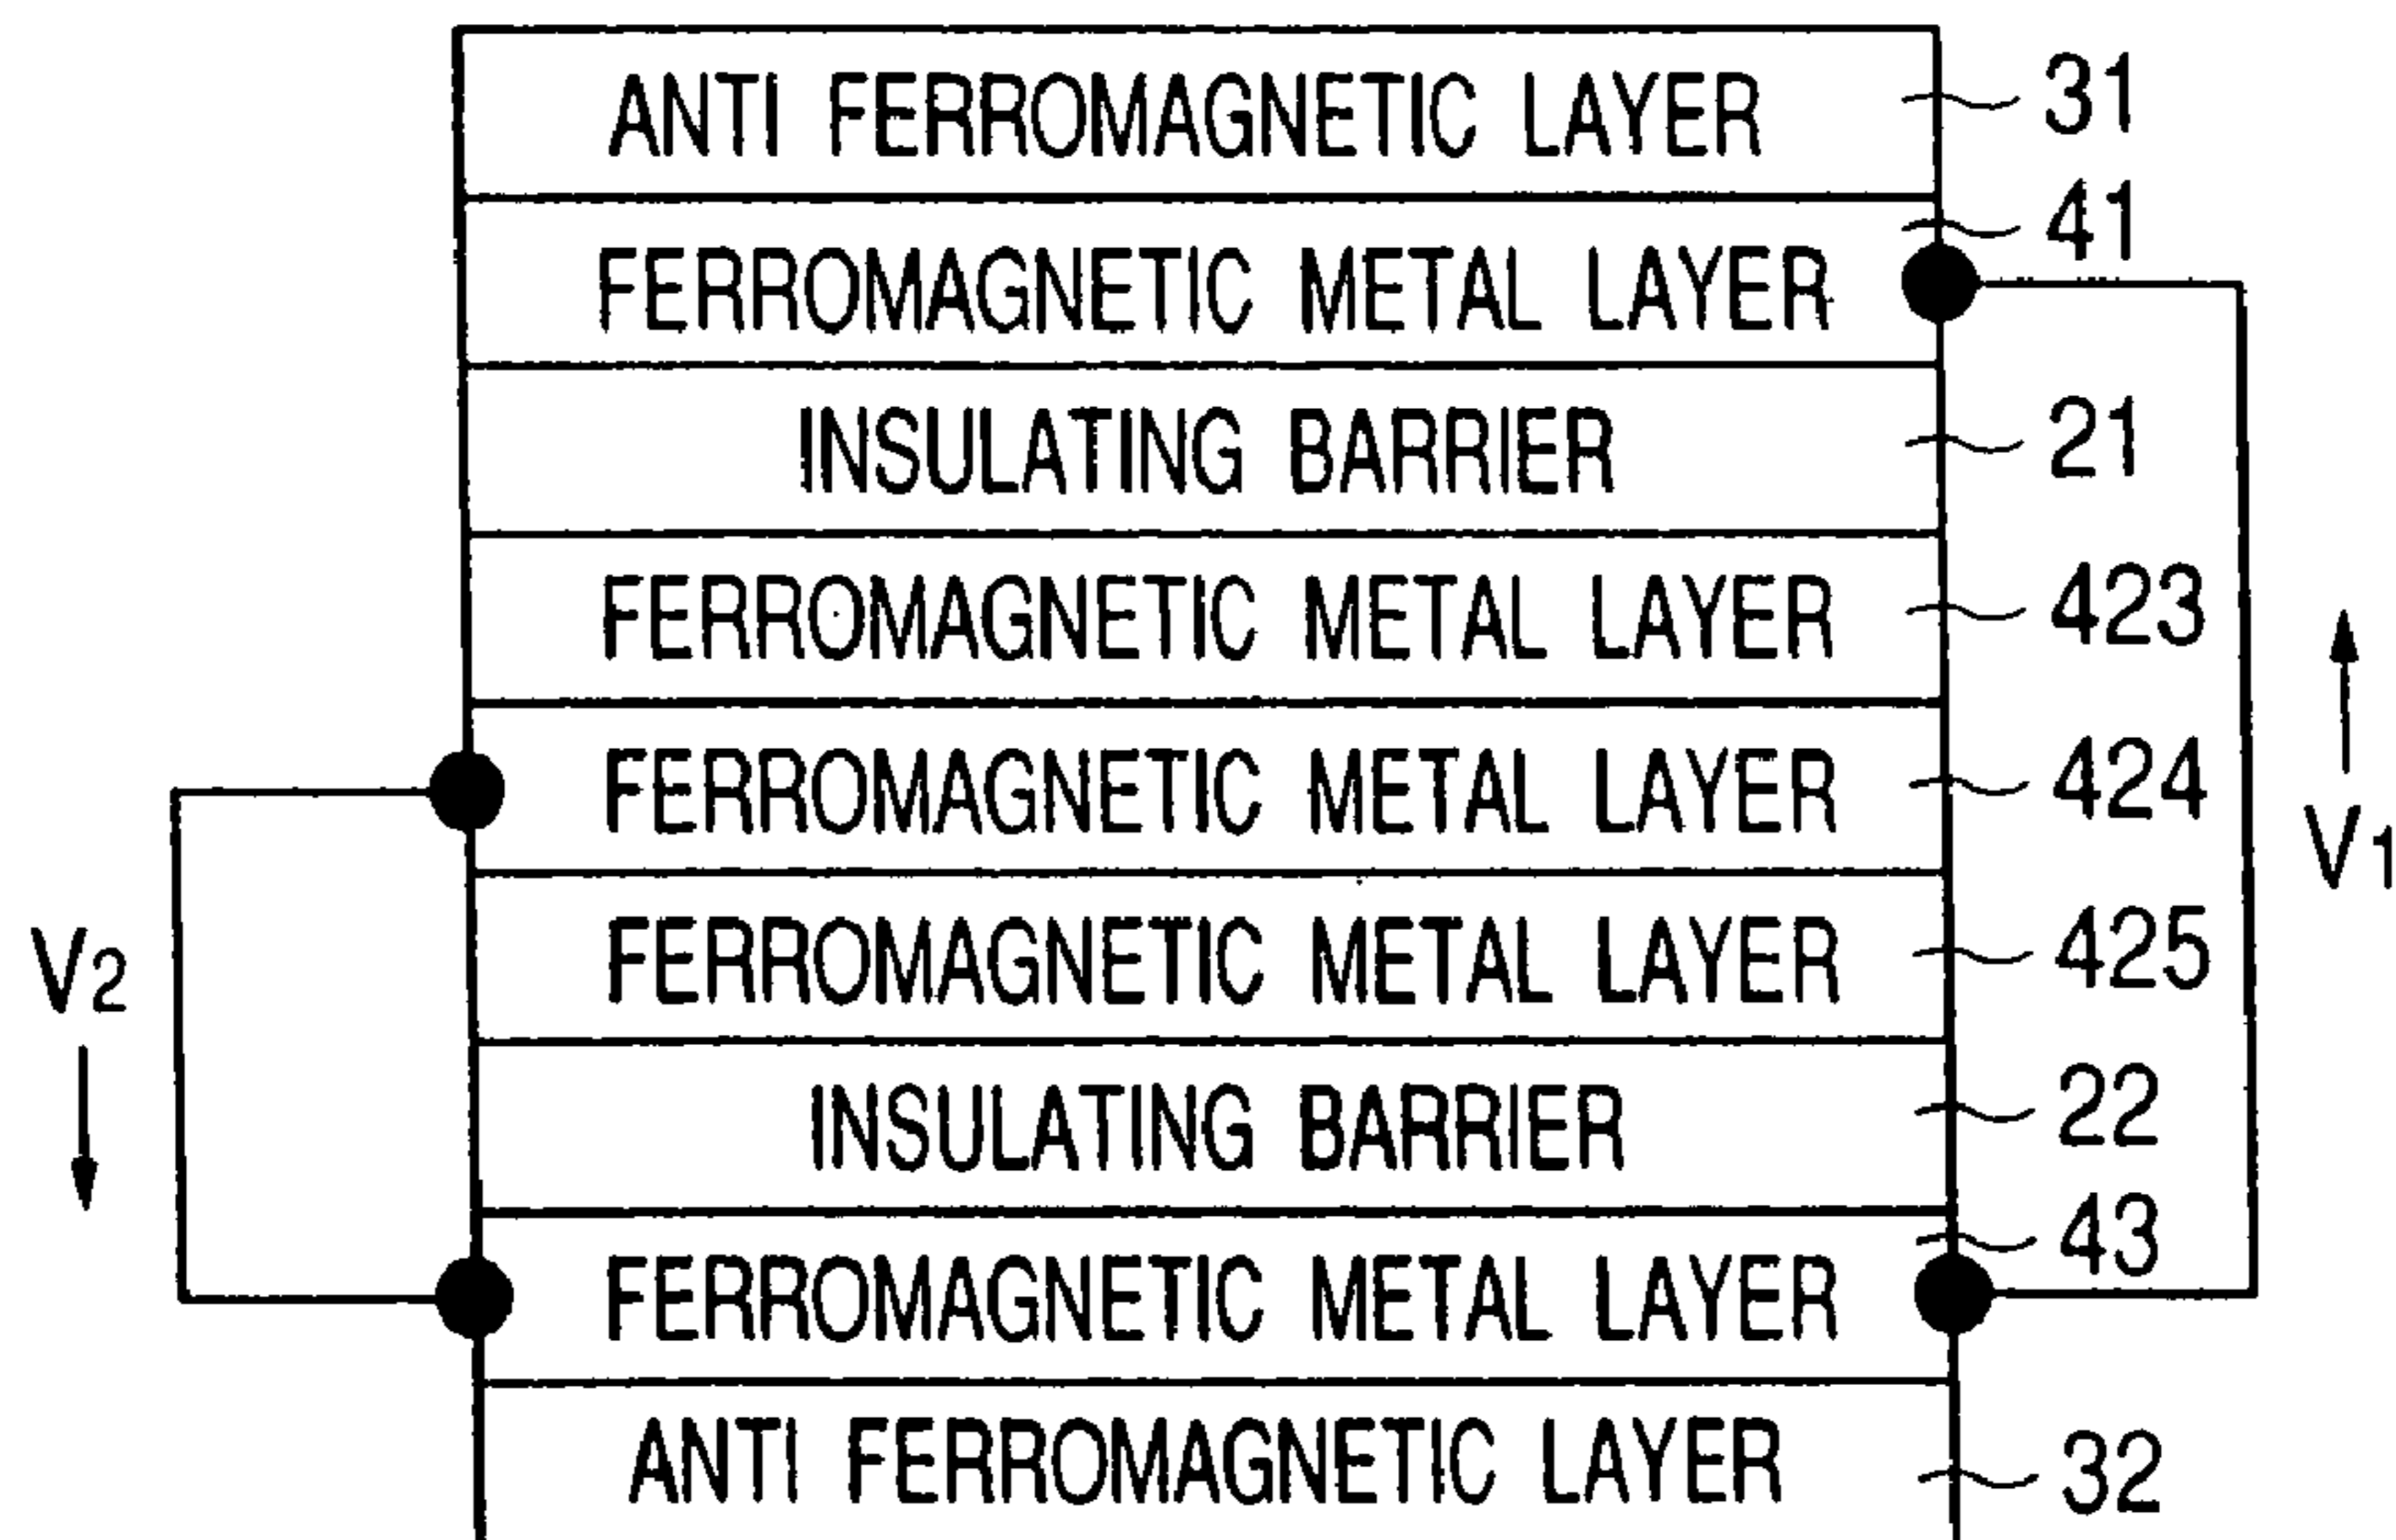 ANTI FERROMAGNETIC LAYER 31
41
FERROMAGNETIC METAL LAYER
INSULATING BARRIER 21
FERROMAGNETIC METAL LAYER 423
FERROMAGNETIC METAL LAYER 424
V1
FERROMAGNETIC METAL LAYER 425
V2
INSULATING BARRIER 22
43
FERROMAGNETIC METAL LAYER
ANTI FERROMAGNETIC LAYER 32